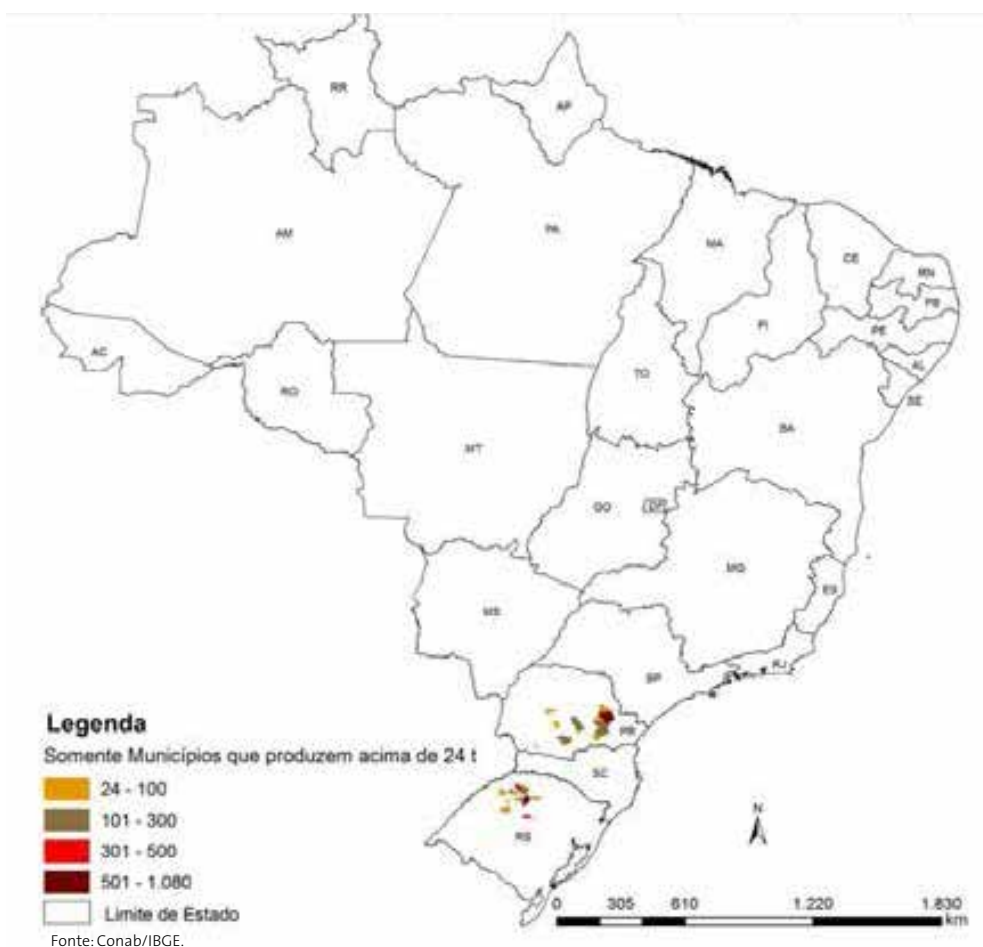 RR
AP
AM
PA
MA
CE
RN
PB
PE
PI
AL
SE
AC
TO
RO
BA
MT
GO
DF
MG
ES
MS
SP
RJ
PR
SC
RS
N
Legenda
Somente Municípios que produzem acima de 24 t
24 - 100
101 - 300
301 - 500
501 - 1.080
Limite de Estado
0 305 610 1.220 1.830
km
Fonte: Conab/IBGE.